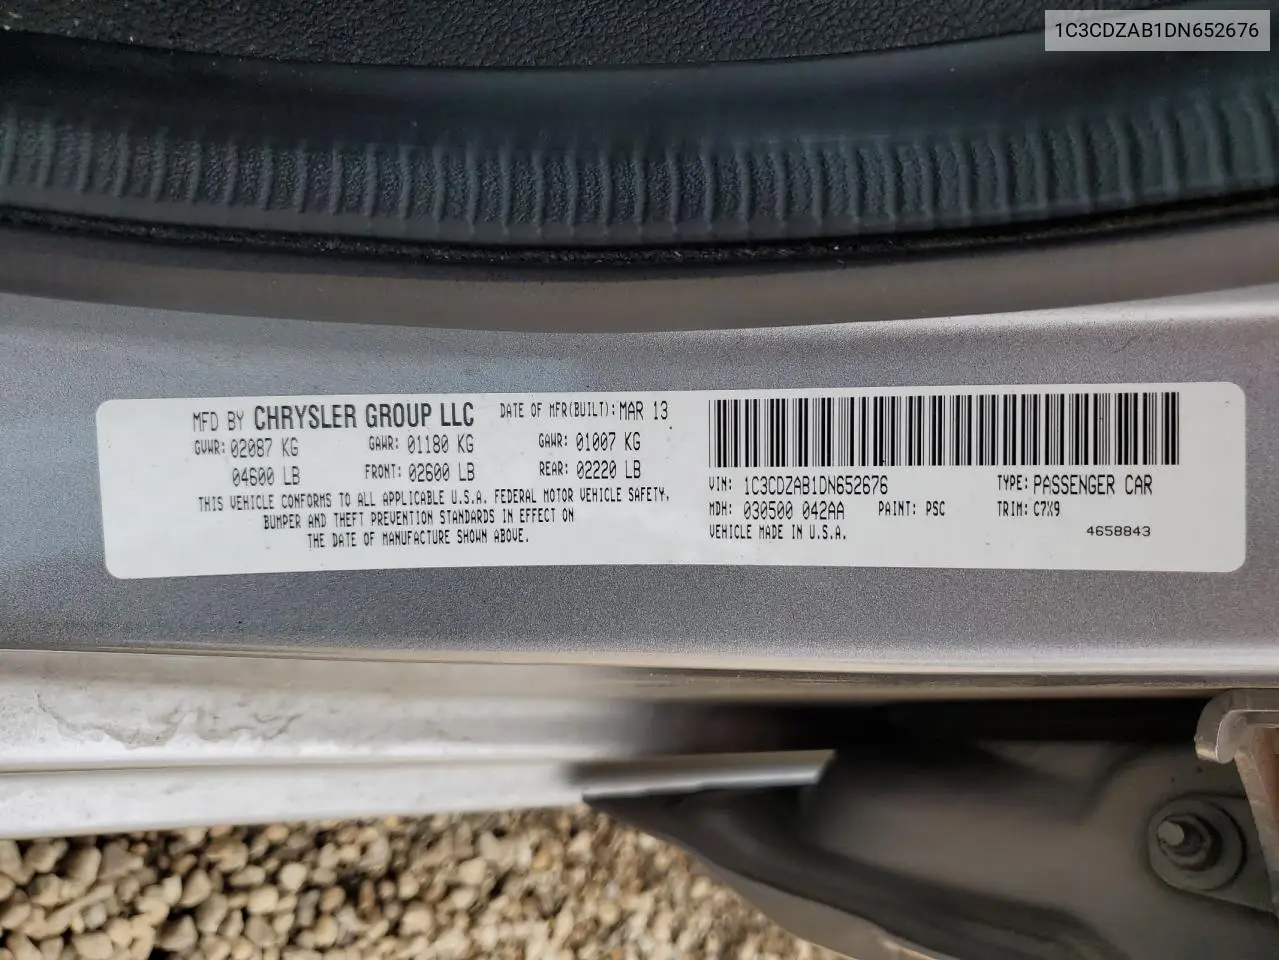 1C3CDZAB1DN652676
MFD BY CHRYSLER GROUP LLC DATE OF MFR(BUILT): MAR 13
GVWR: 02087 KG GAWR: 01180 KG GAWR: 01007 KG
04600 LB FRONT: 02600 LB REAR: 02220 LB
THIS VEHICLE CONFORMS TO ALL APPLICABLE U.S.A. FEDERAL MOTOR VEHICLE SAFETY,
BUMPER AND THEFT PREVENTION STANDARDS IN EFFECT ON
THE DATE OF MANUFACTURE SHOWN ABOVE.
VIN: 1C3CDZAB1DN652676 TYPE: PASSENGER CAR
MDH: 030500 042AA PAINT: PSC TRIM: C7X9
VEHICLE MADE IN U.S.A. 4658843